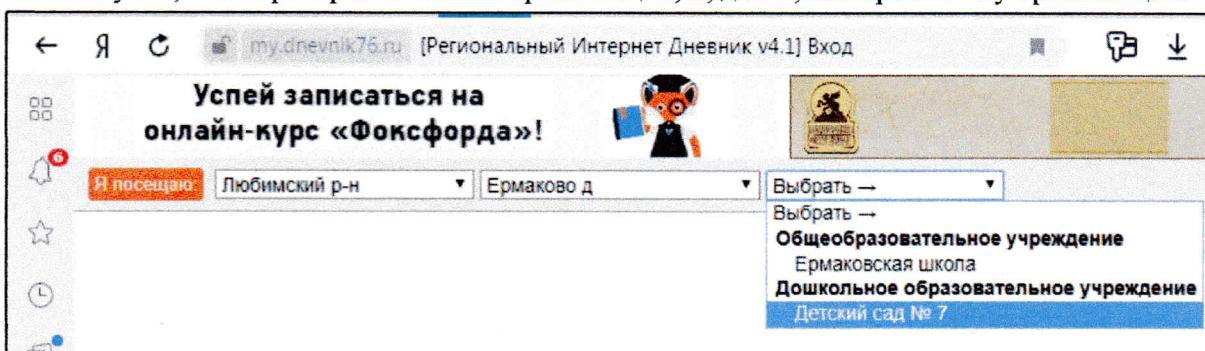 my.dnevnik76.ru [Региональный Интернет Дневник v4.1] Вход
Успей записаться на
онлайн-курс «Фоксфорда»!
6
Я посещаю: Любимский р-н Ермаково д Выбрать →
Выбрать →
Общеобразовательное учреждение
Ермаковская школа
Дошкольное образовательное учреждение
Детский сад № 7